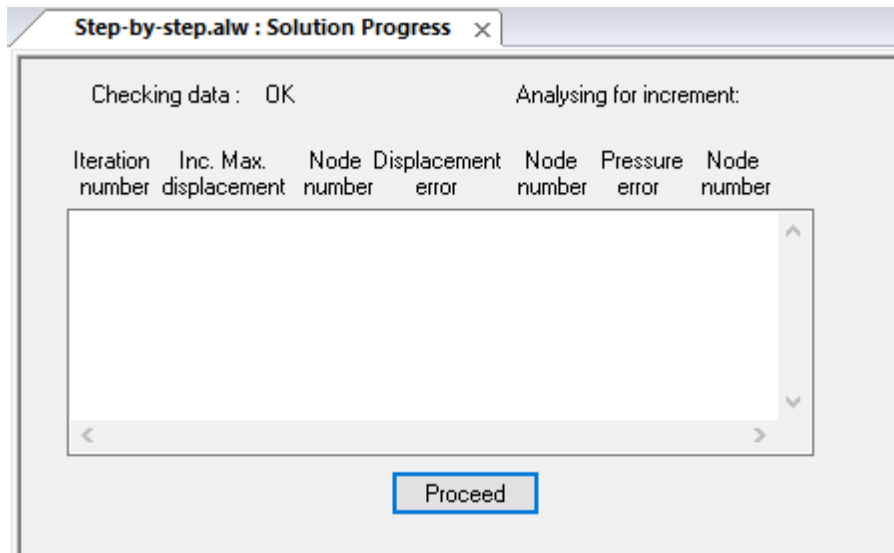 Step-by-step.alw : Solution Progress
Checking data : OK Analysing for increment:
Iteration Inc. Max. Node Displacement Node Pressure Node
number displacement number error number error number
Proceed